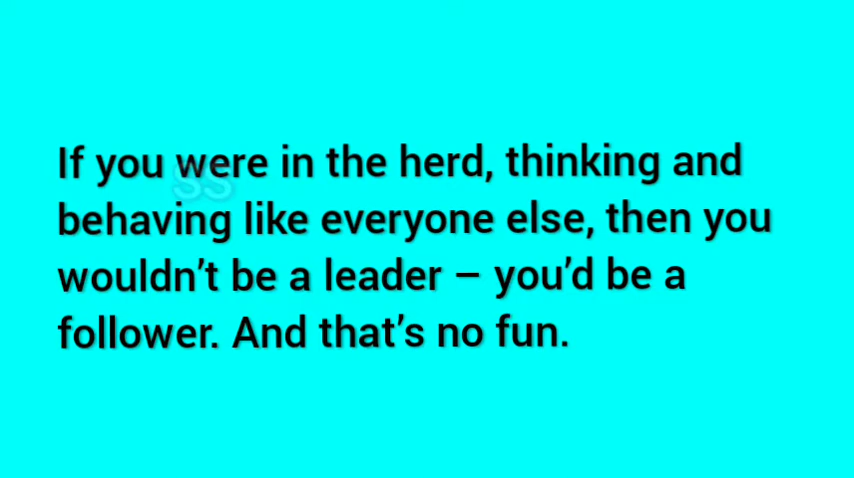 If you were in the herd, thinking and
behaving like everyone else, then you
wouldn’t be a leader – you’d be a
follower. And that’s no fun.
SS